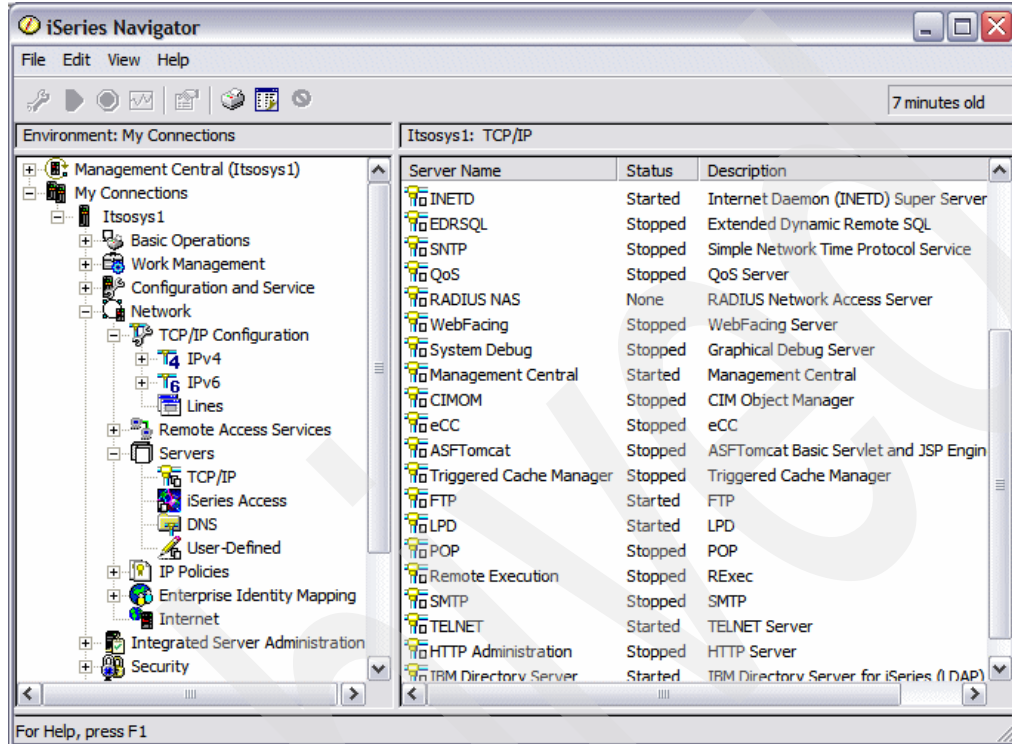 iSeries Navigator
File Edit View Help
7 minutes old
Environment: My Connections
Itsosys1: TCP/IP
Management Central (Itsosys1)
My Connections
Itsosys1
Basic Operations
Work Management
Configuration and Service
Network
TCP/IP Configuration
IPv4
IPv6
Lines
Remote Access Services
Servers
TCP/IP
iSeries Access
DNS
User-Defined
IP Policies
Enterprise Identity Mapping
Internet
Integrated Server Administration
Security
Server Name Status Description
INETD Started Internet Daemon (INETD) Super Server
EDRSQL Stopped Extended Dynamic Remote SQL
SNTP Stopped Simple Network Time Protocol Service
QoS Stopped QoS Server
RADIUS NAS None RADIUS Network Access Server
WebFacing Stopped WebFacing Server
System Debug Stopped Graphical Debug Server
Management Central Started Management Central
CIMOM Stopped CIM Object Manager
eCC Stopped eCC
ASFTomcat Stopped ASFTomcat Basic Servlet and JSP Engin
Triggered Cache Manager Stopped Triggered Cache Manager
FTP Started FTP
LPD Started LPD
POP Stopped POP
Remote Execution Stopped RExec
SMTP Stopped SMTP
TELNET Started TELNET Server
HTTP Administration Stopped HTTP Server
IBM Directory Server Started IBM Directory Server for iSeries (LDAP)
For Help, press F1